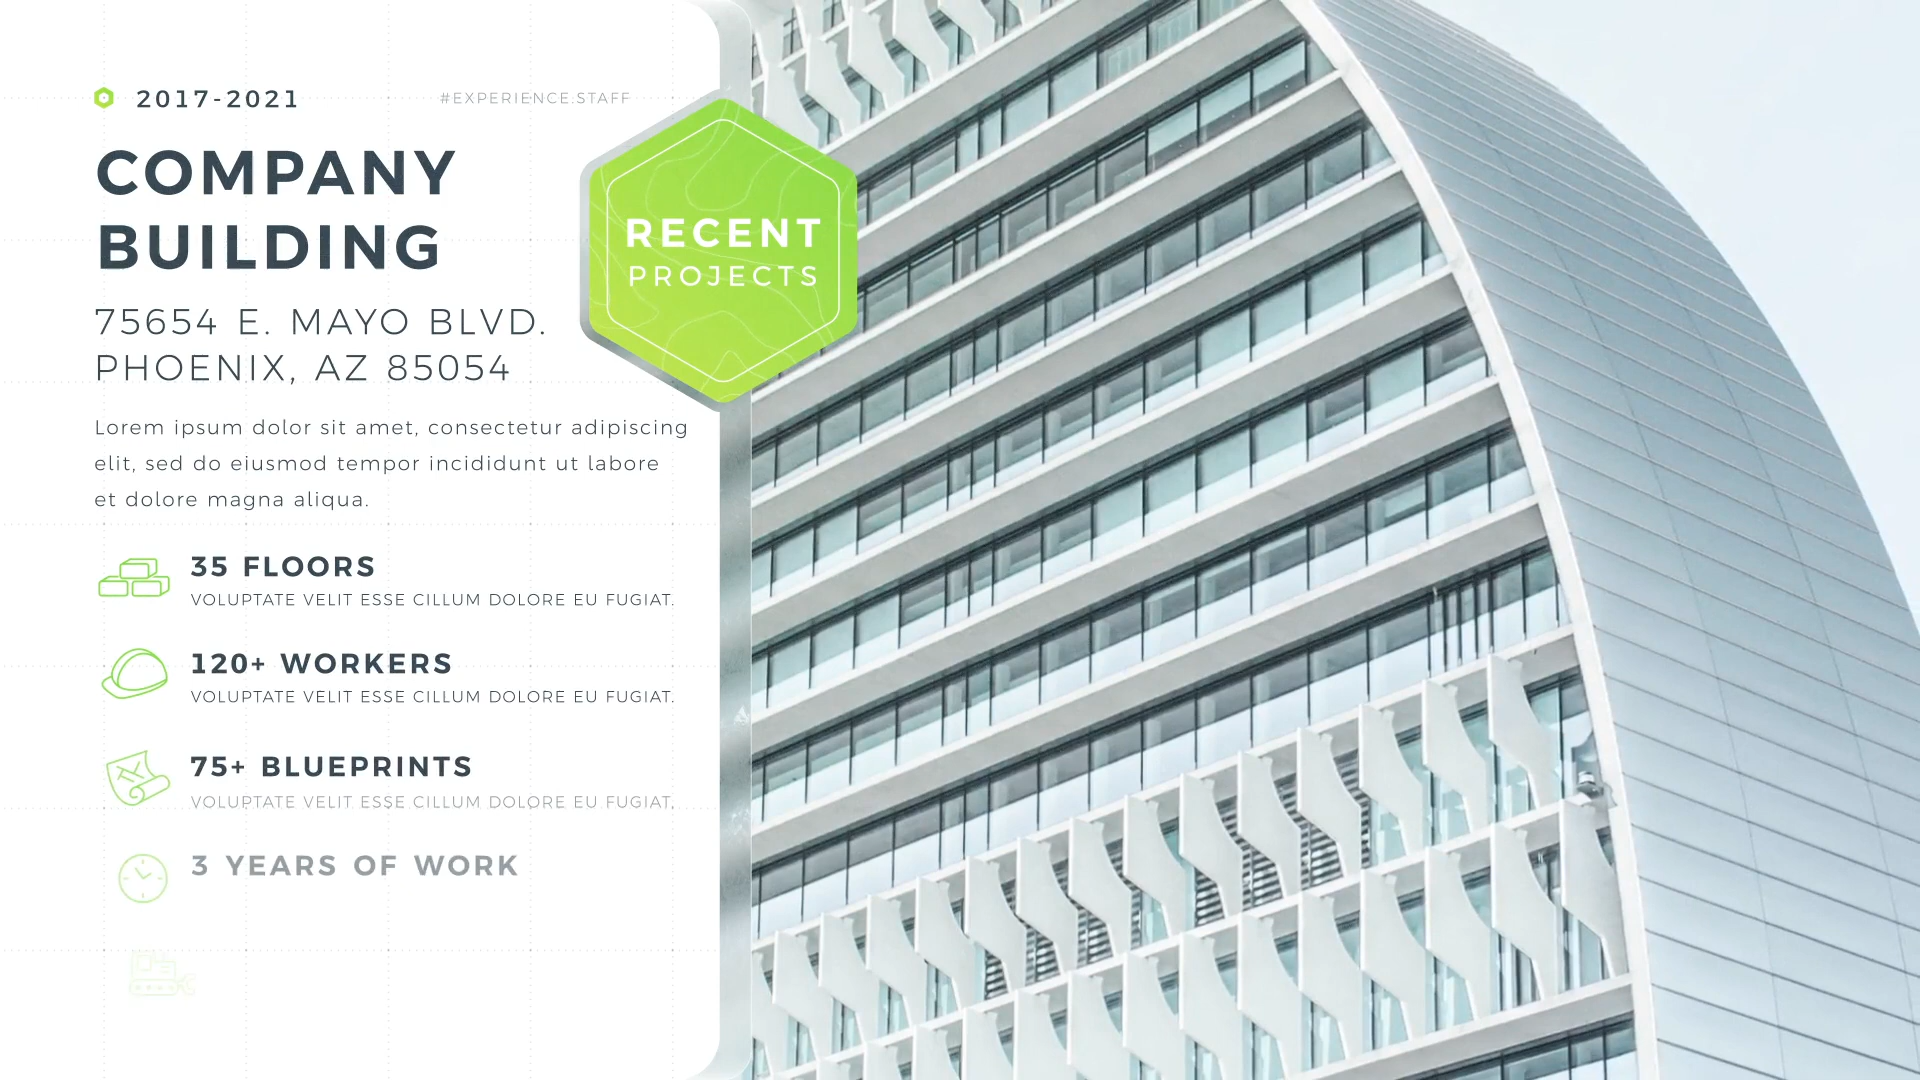 2017-2021
#EXPERIENCE.STAFF
COMPANY
BUILDING
75654 E. MAYO BLVD.
PHOENIX, AZ 85054
RECENT
PROJECTS
Lorem ipsum dolor sit amet, consectetur adipiscing
elit, sed do eiusmod tempor incididunt ut labore
et dolore magna aliqua.
35 FLOORS
VOLUPTATE VELIT ESSE CILLUM DOLORE EU FUGIAT.
120+ WORKERS
VOLUPTATE VELIT ESSE CILLUM DOLORE EU FUGIAT.
75+ BLUEPRINTS
VOLUPTATE VELIT ESSE CILLUM DOLORE EU FUGIAT.
3 YEARS OF WORK